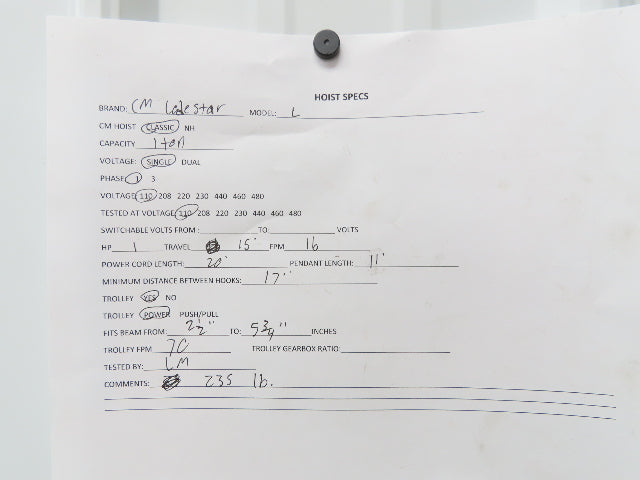 HOIST SPECS
BRAND: CM Lodestar MODEL: L
CM HOIST CLASSIC NH
CAPACITY 1 ton
VOLTAGE: SINGLE DUAL
PHASE 1 3
VOLTAGE 110 208 220 230 440 460 480
TESTED AT VOLTAGE 110 208 220 230 440 460 480
SWITCHABLE VOLTS FROM: TO: VOLTS
HP 1 TRAVEL 15' FPM 16
POWER CORD LENGTH: 20' PENDANT LENGTH: 11'
MINIMUM DISTANCE BETWEEN HOOKS: 17"
TROLLEY YES NO
TROLLEY POWER PUSH/PULL
FITS BEAM FROM: 2½" TO: 5¾" INCHES
TROLLEY FPM 70 TROLLEY GEARBOX RATIO:
TESTED BY: LM
COMMENTS: 235 lb.